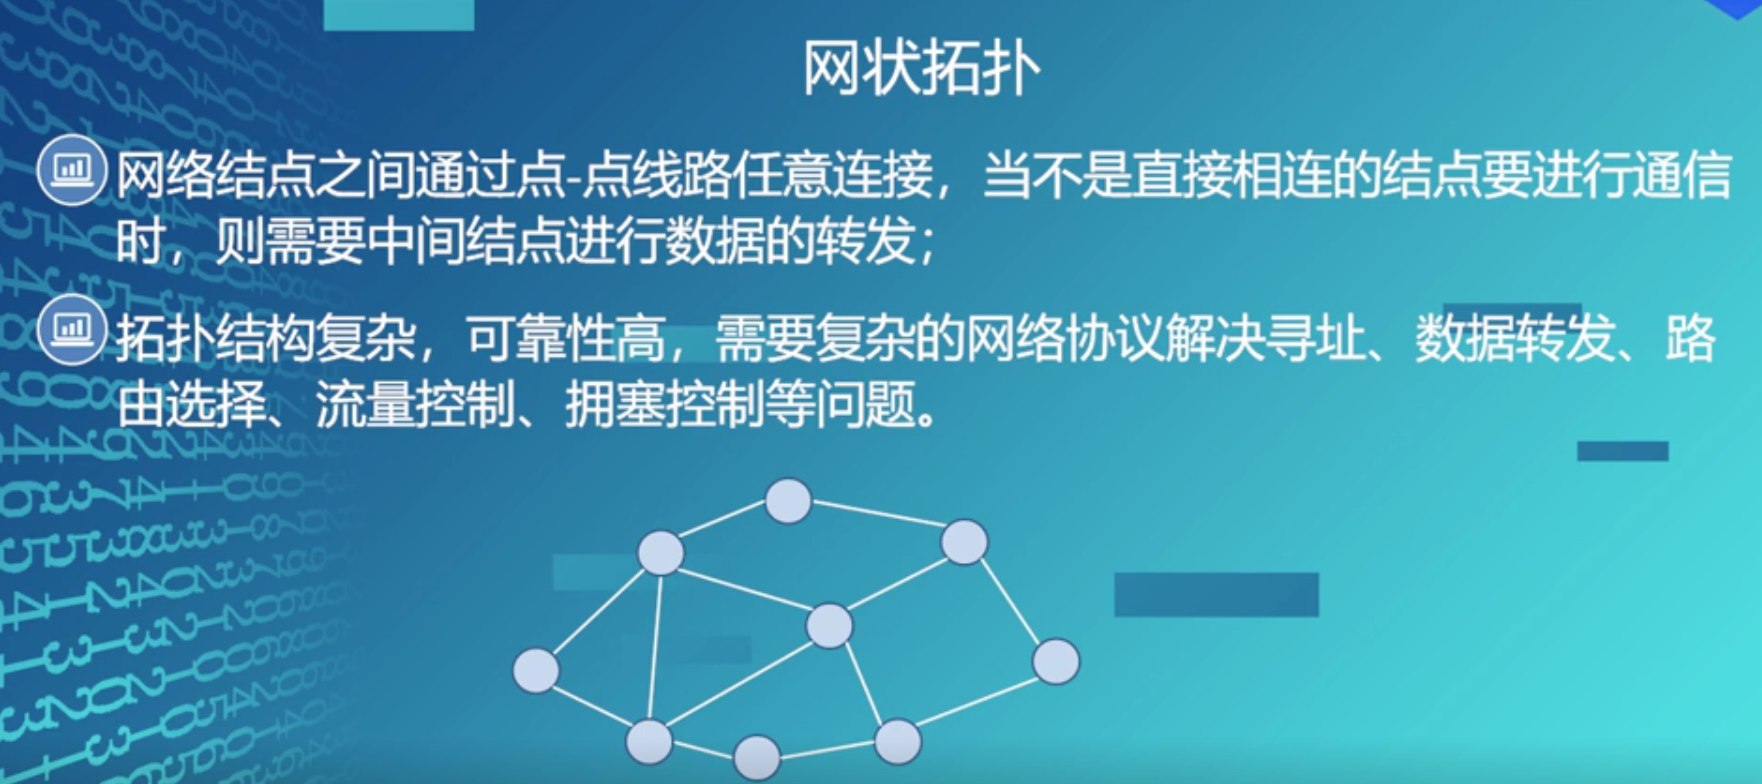 网状拓扑
网络结点之间通过点-点线路任意连接，当不是直接相连的结点要进行通信
时，则需要中间结点进行数据的转发；
拓扑结构复杂，可靠性高，需要复杂的网络协议解决寻址、数据转发、路
由选择、流量控制、拥塞控制等问题。